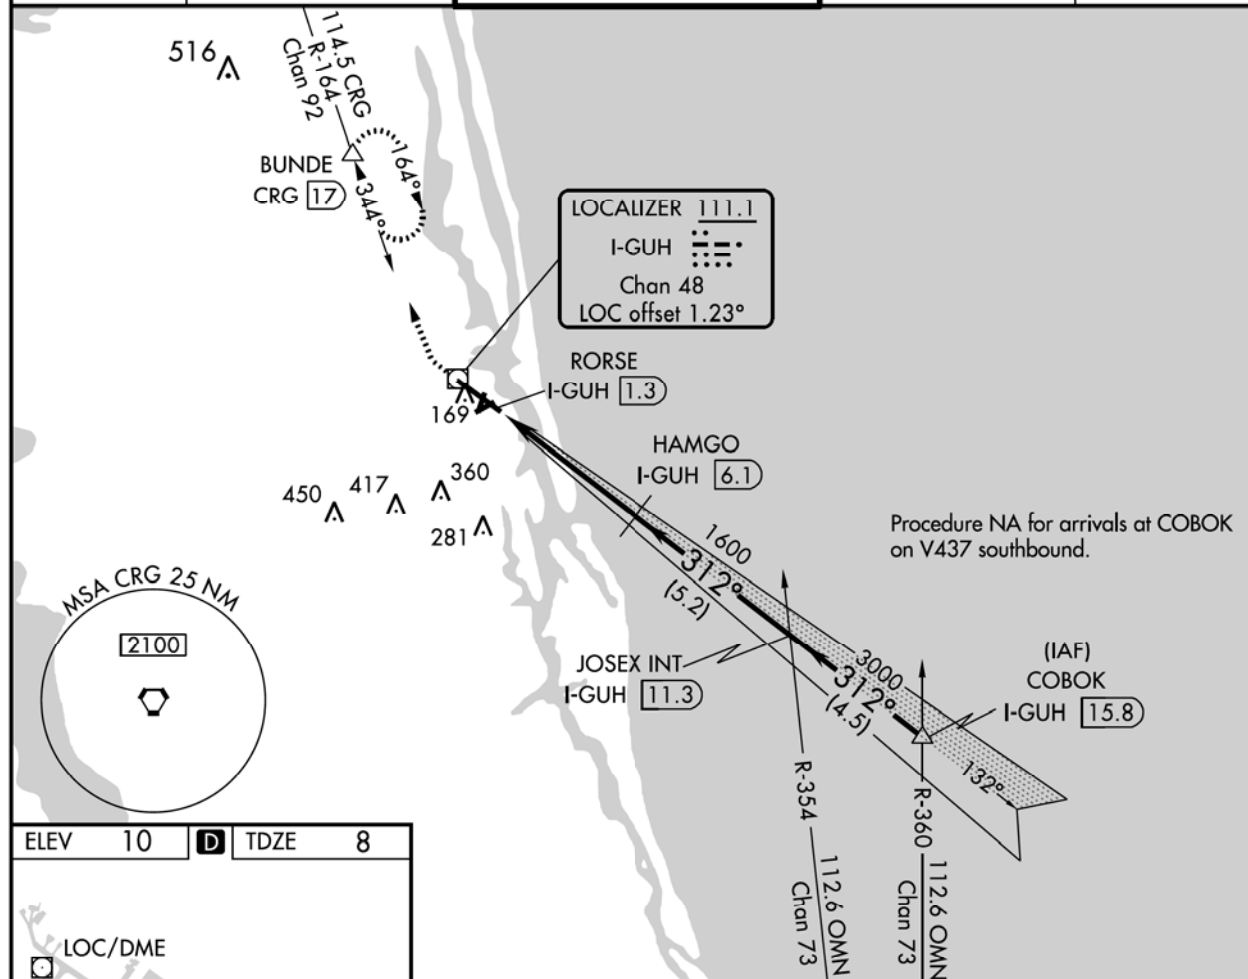 516
114.5 CRG
R-164
Chan 92
BUNDE
CRG 17
164°
344°
LOCALIZER 111.1
I-GUH
Chan 48
LOC offset 1.23°
RORSE
I-GUH 1.3
169
HAMGO
I-GUH 6.1
450
417
360
281
1600
312°
(5.2)
Procedure NA for arrivals at COBOK
on V437 southbound.
MSA CRG 25 NM
2100
JOSEX INT
I-GUH 11.3
3000
312°
(4.5)
(IAF)
COBOK
I-GUH 15.8
132°
R-354
112.6 OMN
Chan 73
R-360
112.6 OMN
Chan 73
ELEV 10 D TDZE 8
LOC/DME